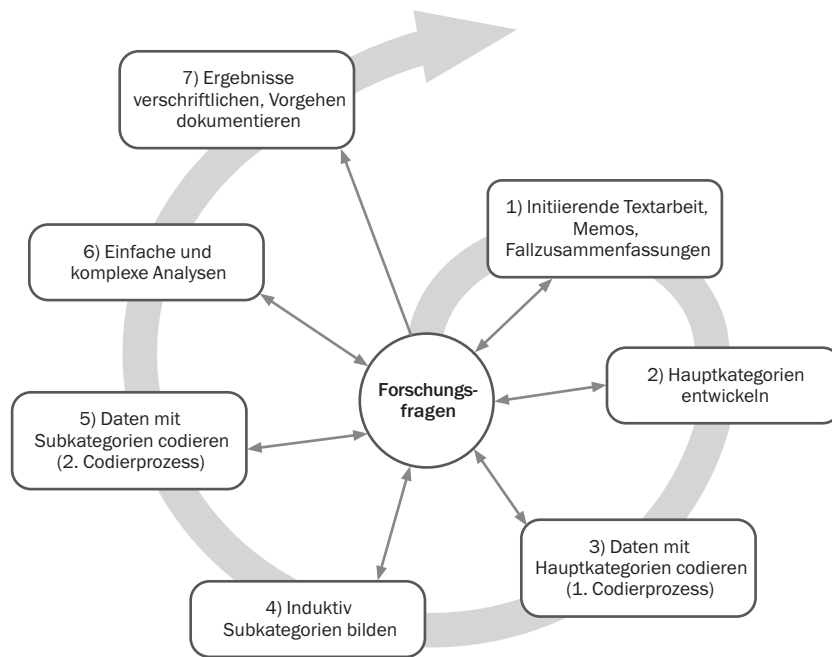 7) Ergebnisse
verschriftlichen, Vorgehen
dokumentieren
1) Initiierende Textarbeit,
Memos,
Fallzusammenfassungen
6) Einfache und
komplexe Analysen
Forschungs-
fragen
2) Hauptkategorien
entwickeln
5) Daten mit
Subkategorien codieren
(2. Codierprozess)
3) Daten mit
Hauptkategorien codieren
(1. Codierprozess)
4) Induktiv
Subkategorien bilden